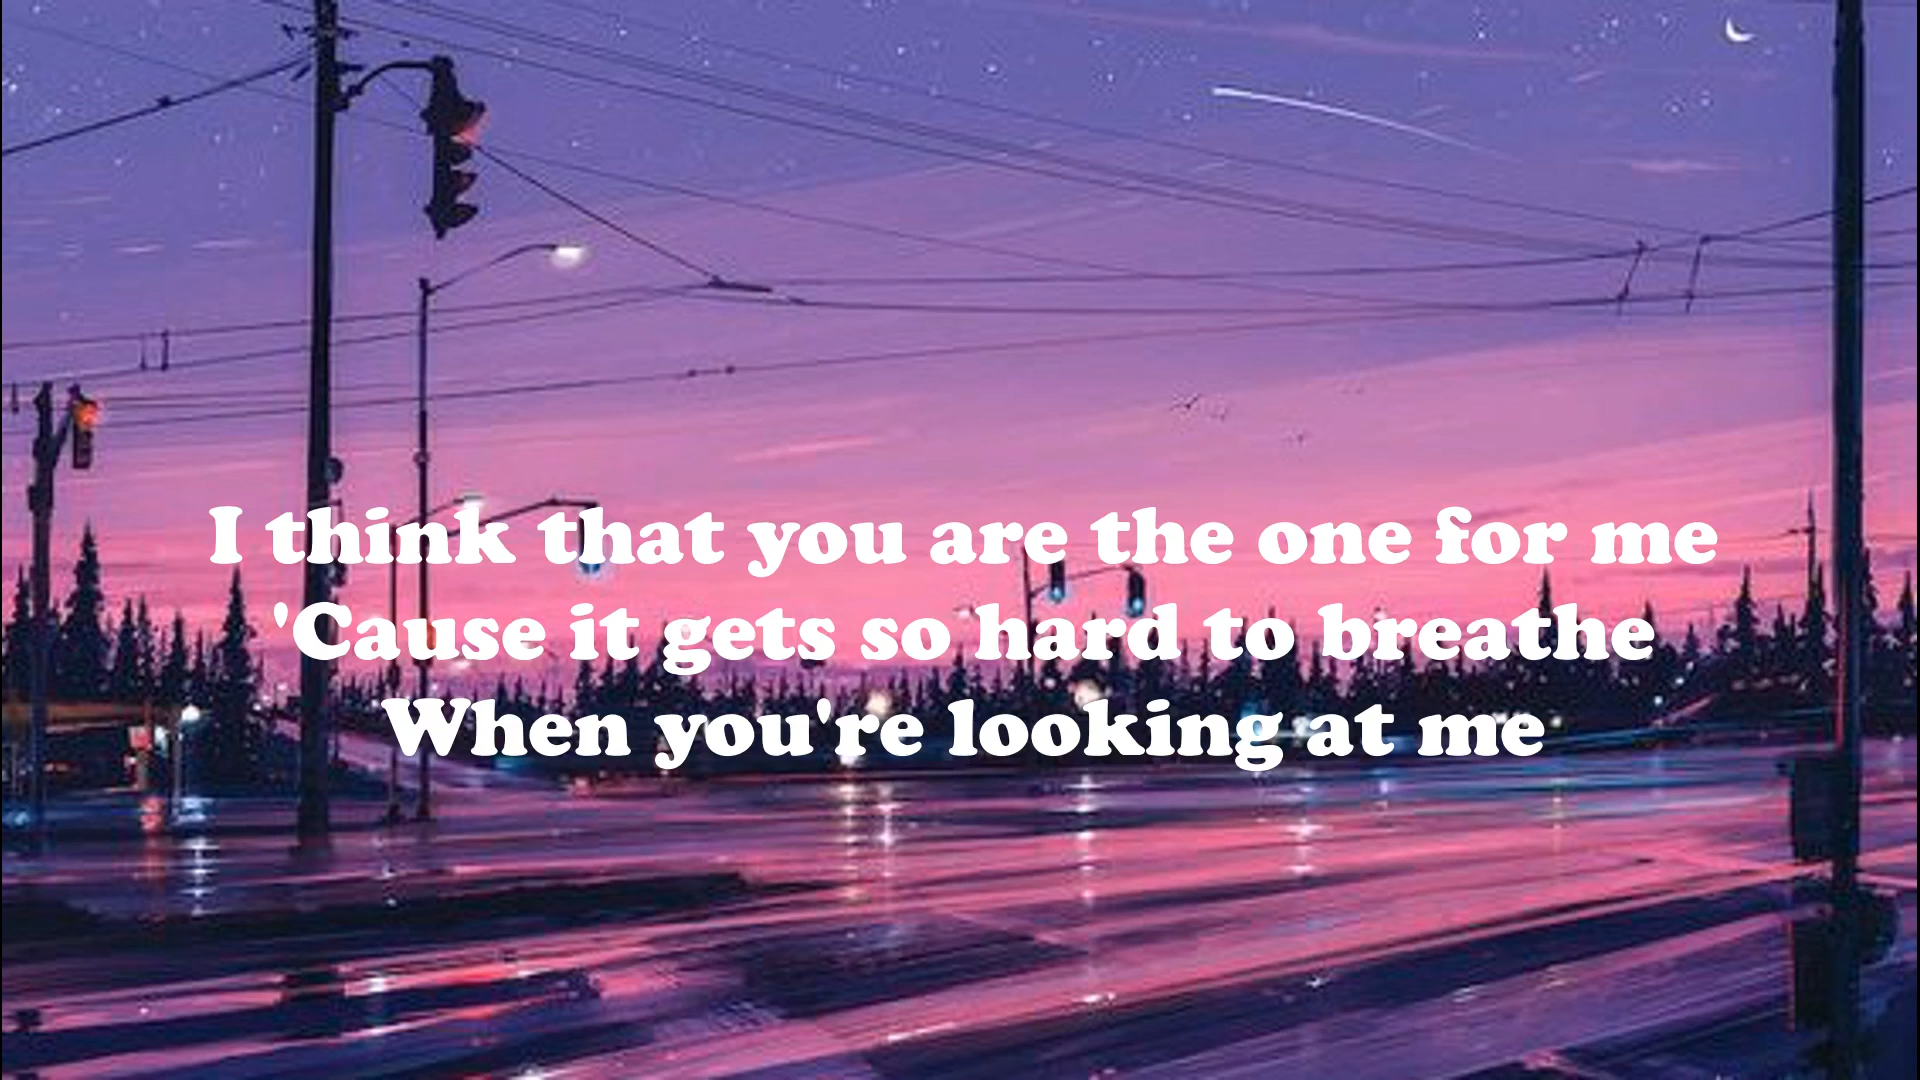 I think that you are the one for me
'Cause it gets so hard to breathe
When you're looking at me